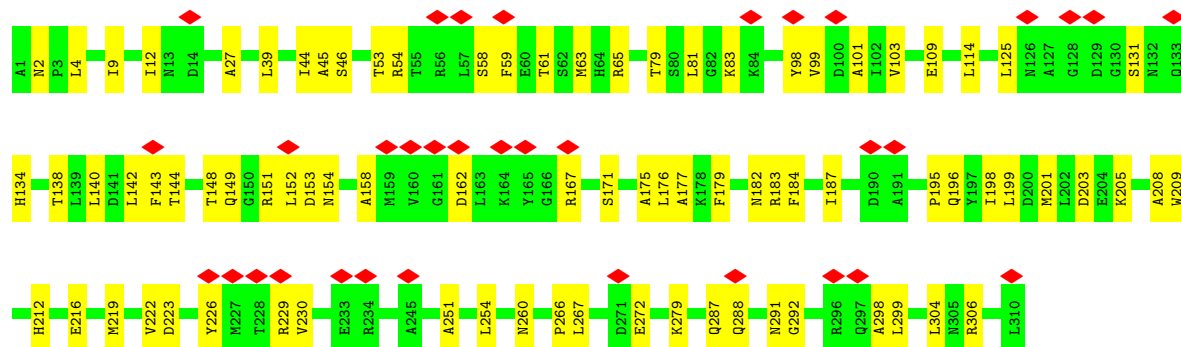 A1 N2 P3 L4 I9 I12 N13 D14 A27 L39 I44 A45 S46 T53 R54 T55 R56 L57 S58 F59 E60 T61 S62 M63 H64 R65 T79 S80 L81 G82 K83 K84 Y98 V99 D100 A101 I102 V103 E109 L114 L125 N126 A127 G128 D129 G130 S131 N132 Q133
H134 T138 L139 L140 D141 L142 F143 T144 T148 Q149 G150 R151 L152 D153 N154 A158 M159 V160 G161 D162 L163 K164 Y165 G166 R167 S171 A175 L176 A177 K178 F179 N182 R183 F184 I187 D190 A191 P195 Q196 Y197 I198 L199 D200 M201 L202 D203 E204 K205 A208 W209
H212 E216 M219 V222 D223 Y226 M227 T228 R229 V230 E233 R234 A245 A251 L254 N260 P266 L267 D271 E272 K279 Q287 Q288 N291 G292 R296 Q297 A298 L299 L304 N305 R306 L310